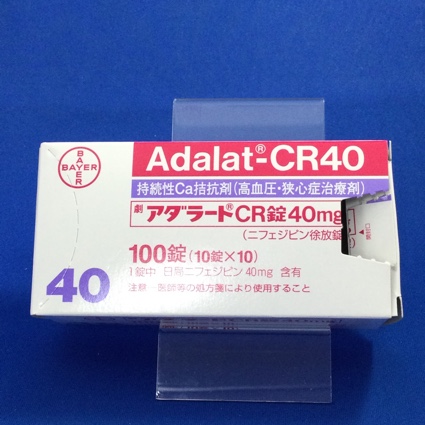 BAYER
BAYER
Adalat®-CR40
持続性Ca拮抗剤(高血圧・狭心症治療剤)
劇 アダラート®CR錠40mg
(ニフェジピン徐放錠
100錠(10錠×10)
1錠中 日局ニフェジピン 40mg 含有
注意-医師等の処方箋により使用すること
40